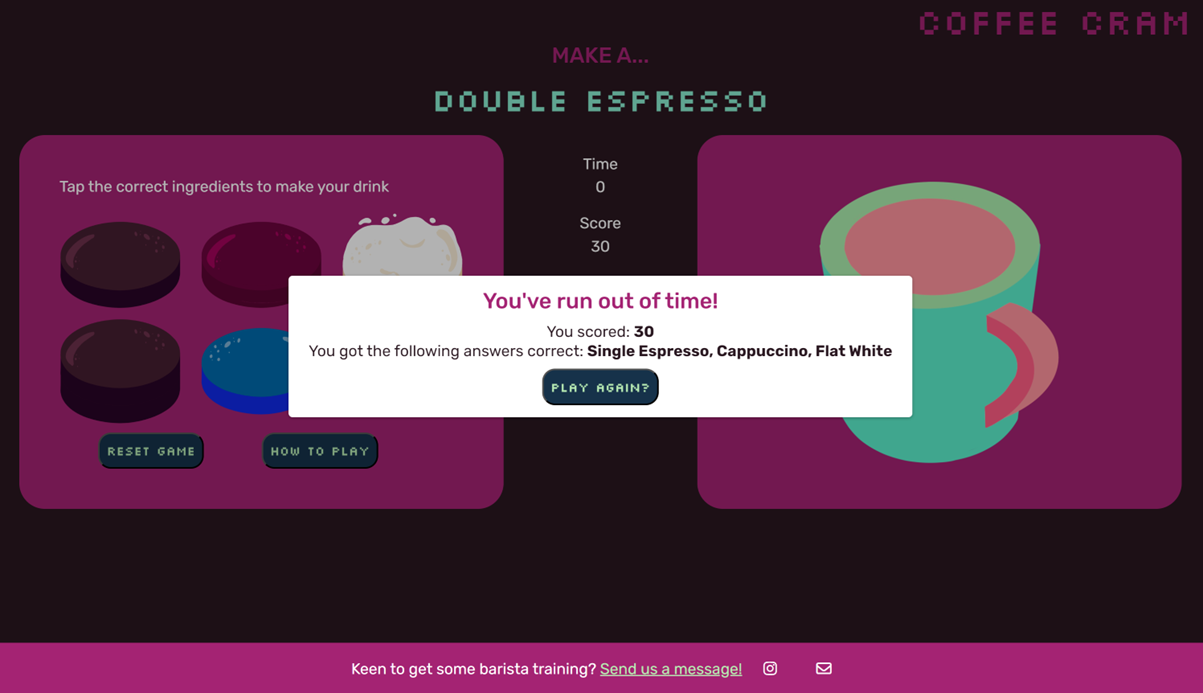 COFFEE CRAM
MAKE A...
DOUBLE ESPRESSO
Tap the correct ingredients to make your drink
Time
0
Score
30
You've run out of time!
You scored: 30
You got the following answers correct: Single Espresso, Cappuccino, Flat White
PLAY AGAIN?
RESET GAME
HOW TO PLAY
Keen to get some barista training? Send us a message!